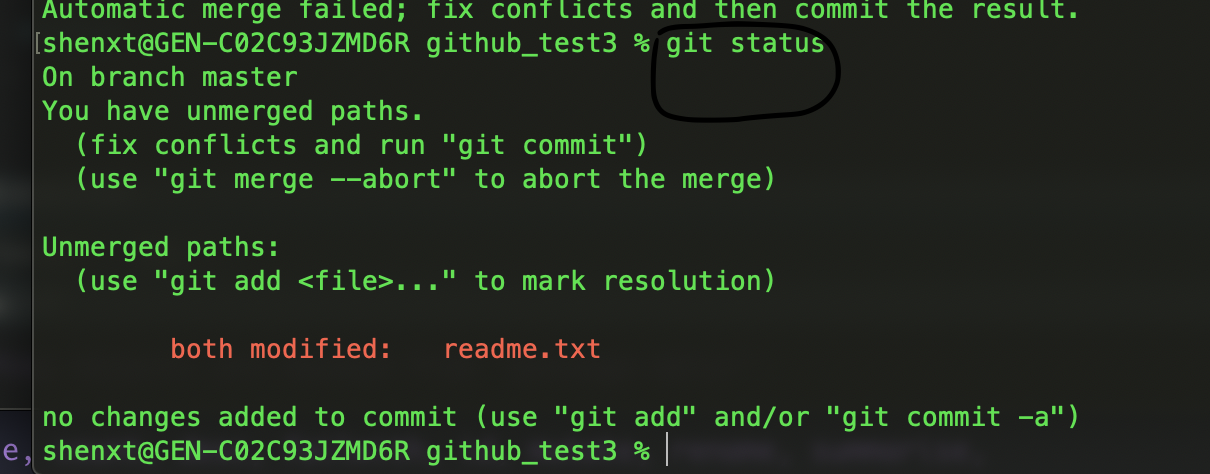 Automatic merge failed; fix conflicts and then commit the result.
[shenxt@GEN-C02C93JZMD6R github_test3 % git status
On branch master
You have unmerged paths.
  (fix conflicts and run "git commit")
  (use "git merge --abort" to abort the merge)

Unmerged paths:
  (use "git add <file>..." to mark resolution)

        both modified:   readme.txt

no changes added to commit (use "git add" and/or "git commit -a")
e, shenxt@GEN-C02C93JZMD6R github_test3 %